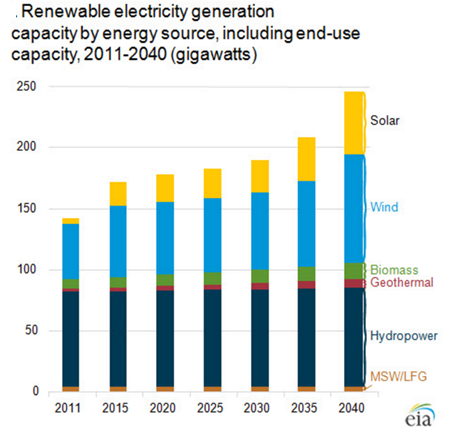 . Renewable electricity generation
capacity by energy source, including end-use
capacity, 2011-2040 (gigawatts)
250
200
150
100
50
0
Solar
Wind
Biomass
Geothermal
Hydropower
MSW/LFG
2011 2015 2020 2025 2030 2035 2040
eia